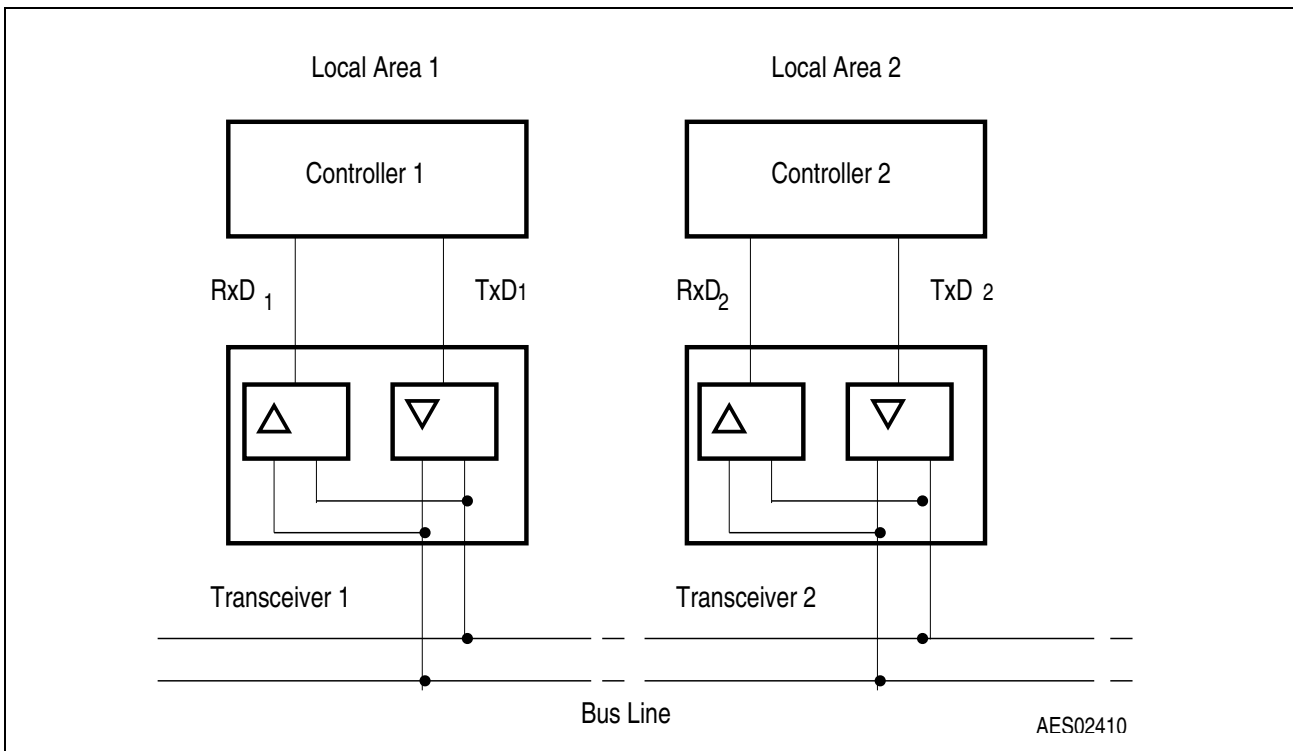 Local Area 1
Local Area 2
Controller 1
Controller 2
RxD 1
TxD1
RxD2
TxD 2
Transceiver 1
Transceiver 2
Bus Line
AES02410